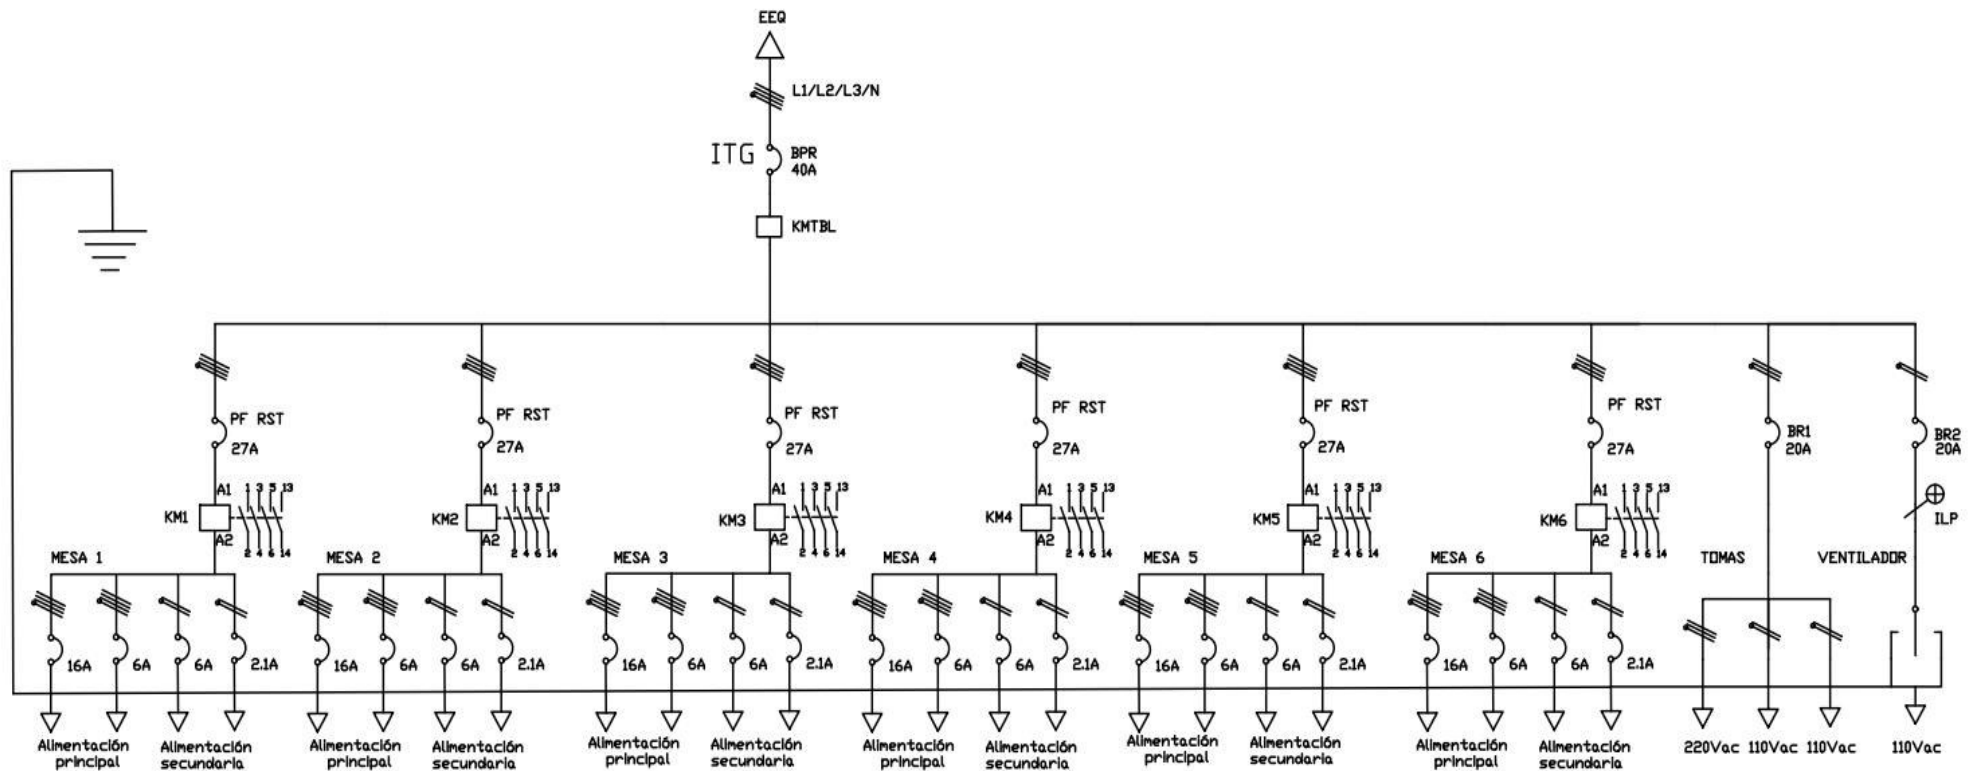 EEQ
L1/L2/L3/N
ITG
BPR
40A
KMTBL
PF RST
27A
A1
1 3 5 13
KM1
A2
2 4 6 14
MESA 1
16A
6A
6A
2.1A
Alimentación
principal
Alimentación
secundaria
PF RST
27A
A1
1 3 5 13
KM2
A2
2 4 6 14
MESA 2
16A
6A
6A
2.1A
Alimentación
principal
Alimentación
secundaria
PF RST
27A
A1
1 3 5 13
KM3
A2
2 4 6 14
MESA 3
16A
6A
6A
2.1A
Alimentación
principal
Alimentación
secundaria
PF RST
27A
A1
1 3 5 13
KM4
A2
2 4 6 14
MESA 4
16A
6A
6A
2.1A
Alimentación
principal
Alimentación
secundaria
PF RST
27A
A1
1 3 5 13
KM5
A2
2 4 6 14
MESA 5
16A
6A
6A
2.1A
Alimentación
principal
Alimentación
secundaria
PF RST
27A
A1
1 3 5 13
KM6
A2
2 4 6 14
MESA 6
16A
6A
6A
2.1A
Alimentación
principal
Alimentación
secundaria
BR1
20A
TOMAS
220Vac 110Vac 110Vac
BR2
20A
ILP
VENTILADOR
110Vac